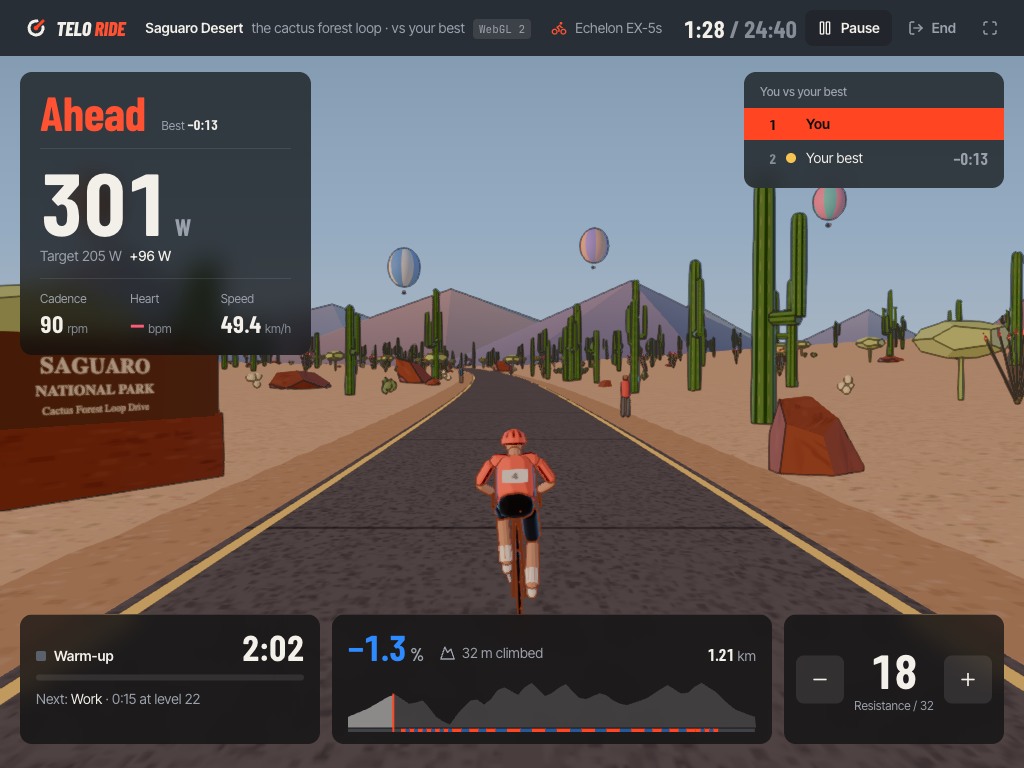 TELO RIDE Saguaro Desert the cactus forest loop · vs your best WebGL 2 Echelon EX-5s 1:28 / 24:40 Pause End
Ahead Best −0:13
301 W
Target 205 W +96 W
Cadence Heart Speed
90 rpm – bpm 49.4 km/h
You vs your best
1 You
2 Your best −0:13
SAGUARO
NATIONAL PARK
Cactus Forest Loop Drive
4
Warm-up 2:02
Next: Work · 0:15 at level 22
−1.3 % 32 m climbed 1.21 km
− 18 +
Resistance / 32